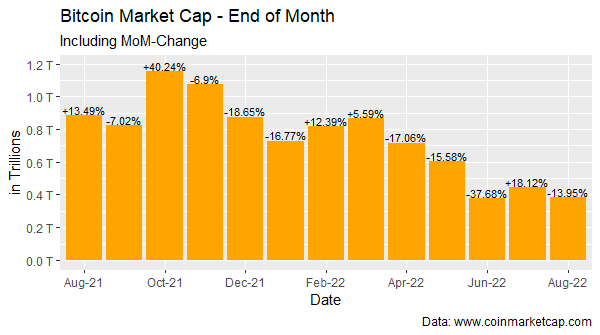 Bitcoin Market Cap - End of Month
Including MoM-Change
in Trillions
1.2 T
1.0 T
0.8 T
0.6 T
0.4 T
0.2 T
0.0 T
+13.49%
-7.02%
+40.24%
-6.9%
-18.65%
-16.77%
+12.39%
+5.59%
-17.06%
-15.58%
-37.68%
+18.12%
-13.95%
Aug-21
Oct-21
Dec-21
Feb-22
Apr-22
Jun-22
Aug-22
Date
Data: www.coinmarketcap.com